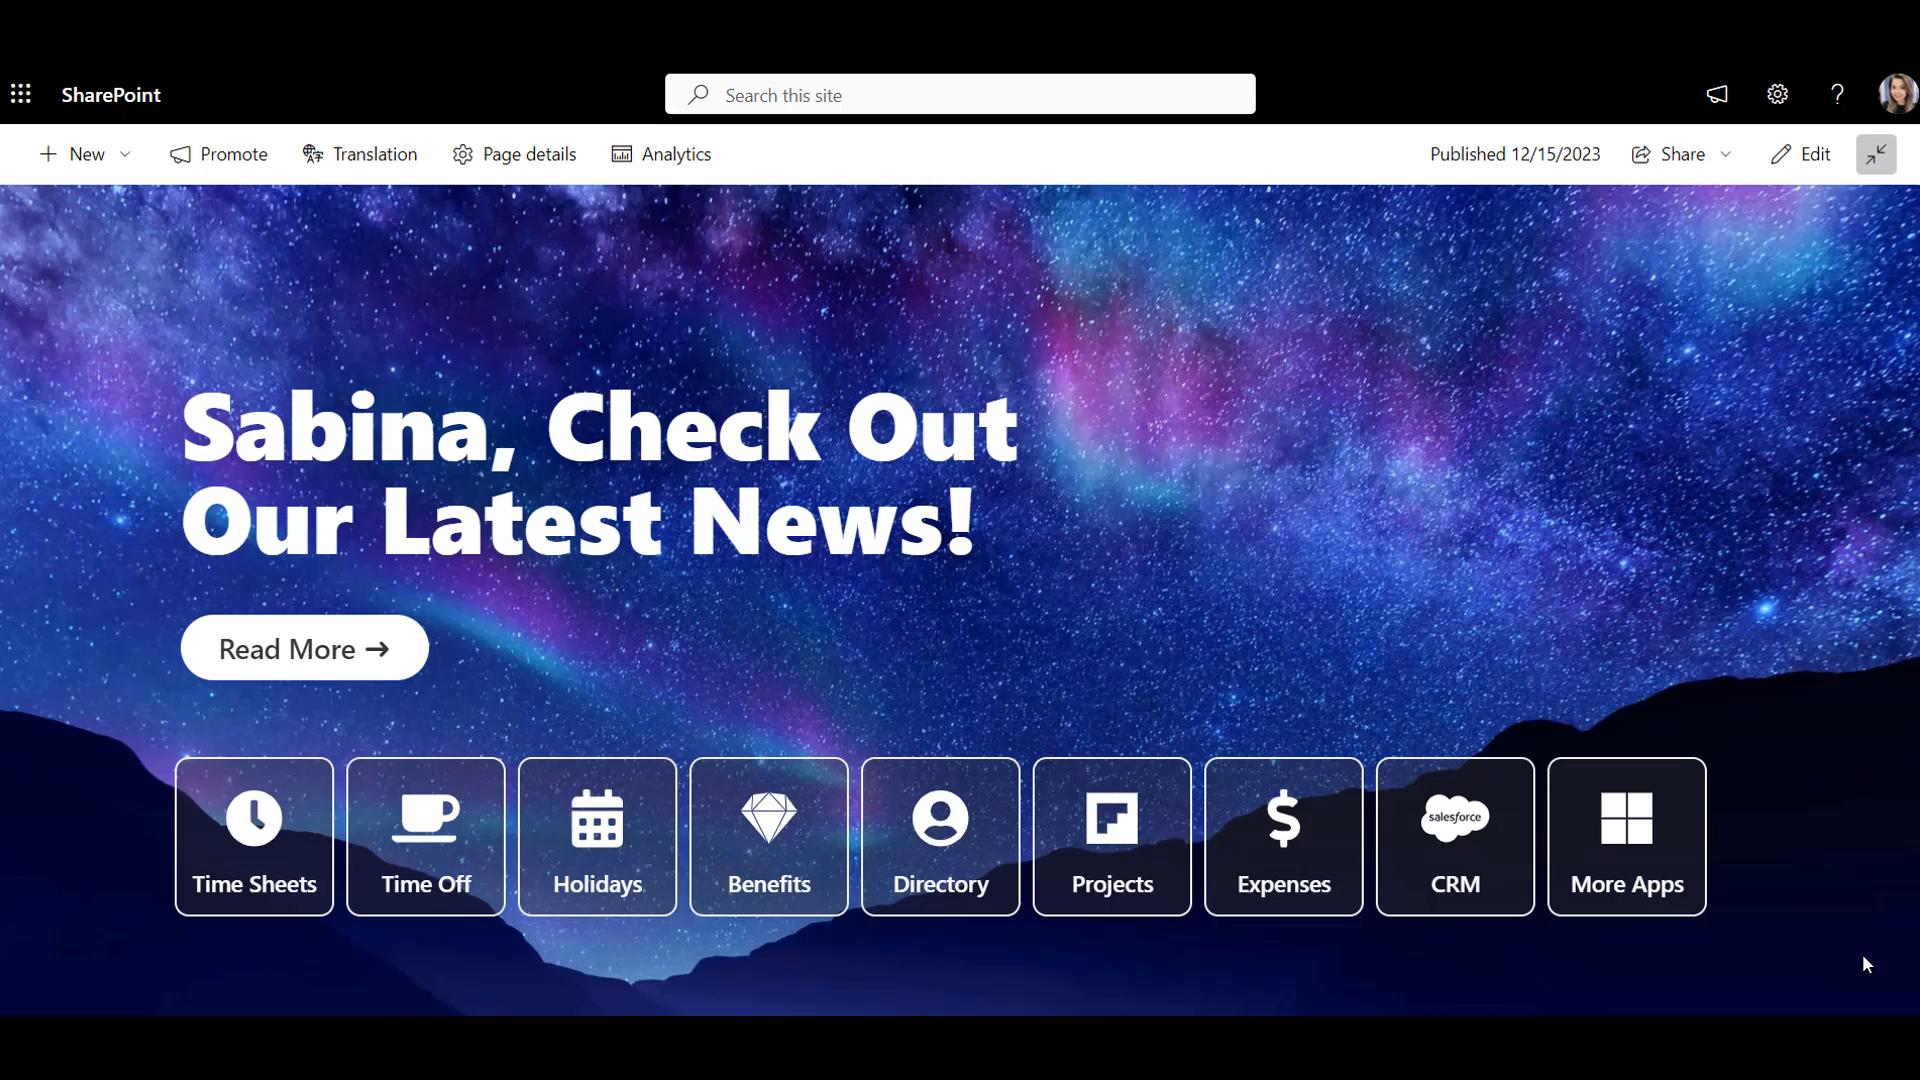 SharePoint
Search this site
New
Promote
Translation
Page details
Analytics
Published 12/15/2023
Share
Edit
Sabina, Check Out
Our Latest News!
Read More →
salesforce
Time Sheets
Time Off
Holidays
Benefits
Directory
Projects
Expenses
CRM
More Apps